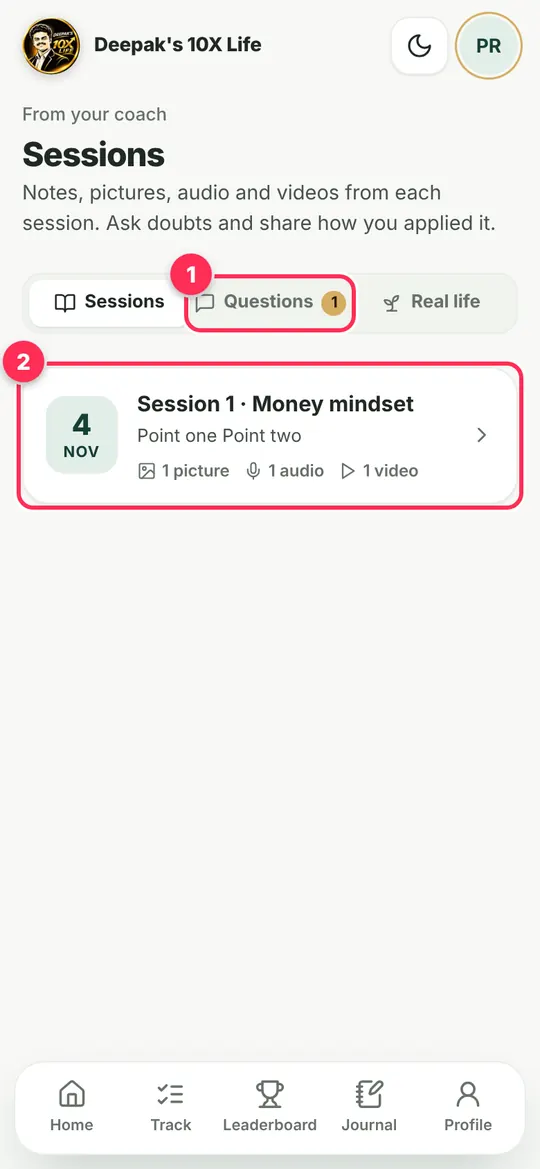 Deepak's 10X Life
PR
From your coach
Sessions
Notes, pictures, audio and videos from each
session. Ask doubts and share how you applied it.
1
Sessions
Questions 1
Real life
2
4
NOV
Session 1 · Money mindset
Point one Point two
1 picture 1 audio 1 video
Home
Track
Leaderboard
Journal
Profile